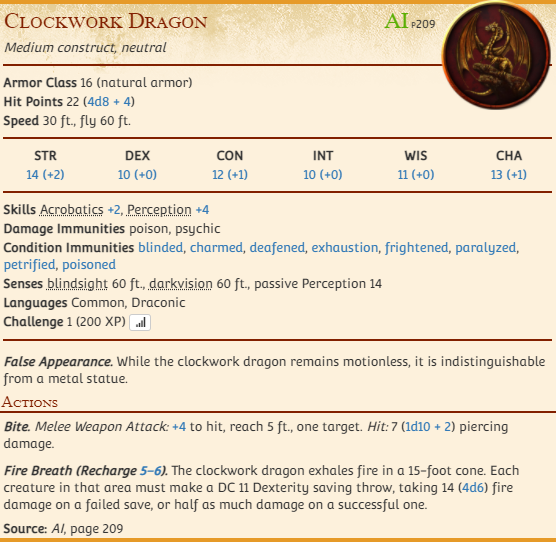 CLOCKWORK DRAGON AI P209
Medium construct, neutral
Armor Class 16 (natural armor)
Hit Points 22 (4d8 + 4)
Speed 30 ft., fly 60 ft.
STR DEX CON INT WIS CHA
14 (+2) 10 (+0) 12 (+1) 10 (+0) 11 (+0) 13 (+1)
Skills Acrobatics +2, Perception +4
Damage Immunities poison, psychic
Condition Immunities blinded, charmed, deafened, exhaustion, frightened, paralyzed,
petrified, poisoned
Senses blindsight 60 ft., darkvision 60 ft., passive Perception 14
Languages Common, Draconic
Challenge 1 (200 XP)
False Appearance. While the clockwork dragon remains motionless, it is indistinguishable
from a metal statue.
ACTIONS
Bite. Melee Weapon Attack: +4 to hit, reach 5 ft., one target. Hit: 7 (1d10 + 2) piercing
damage.
Fire Breath (Recharge 5–6). The clockwork dragon exhales fire in a 15-foot cone. Each
creature in that area must make a DC 11 Dexterity saving throw, taking 14 (4d6) fire
damage on a failed save, or half as much damage on a successful one.
Source: AI, page 209